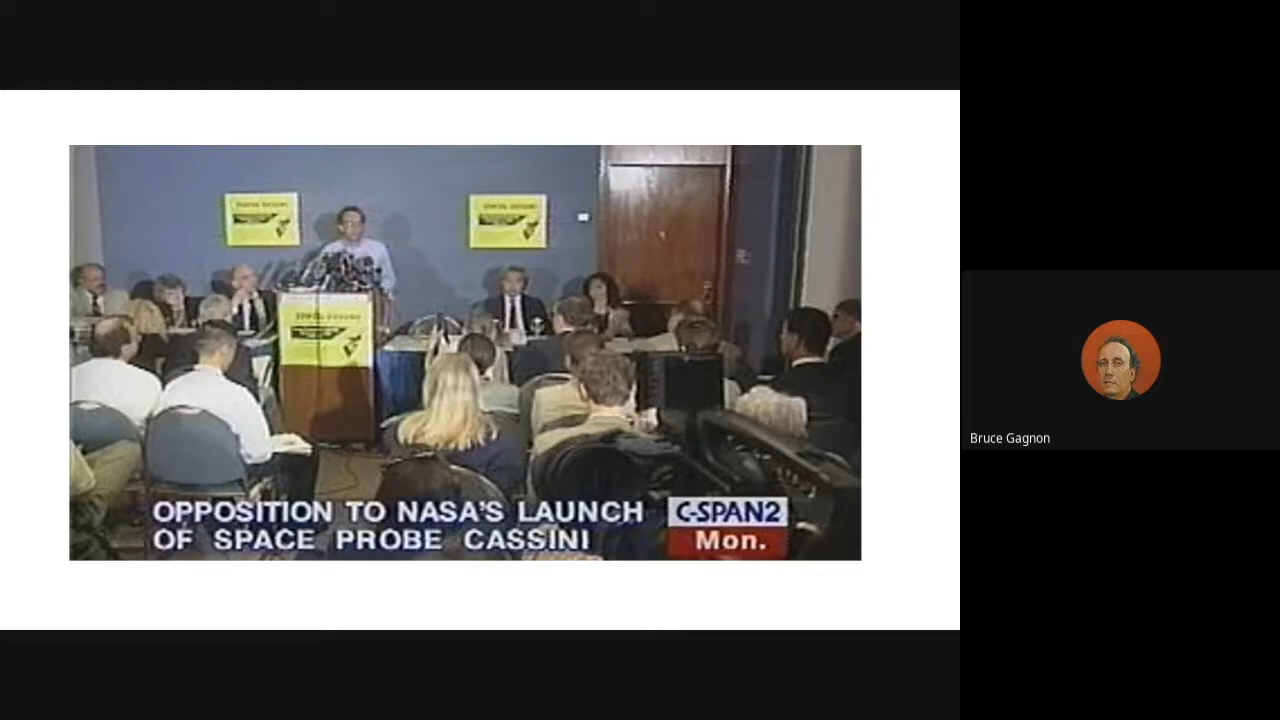 OPPOSITION TO NASA'S LAUNCH
OF SPACE PROBE CASSINI
C-SPAN2
Mon.
Bruce Gagnon